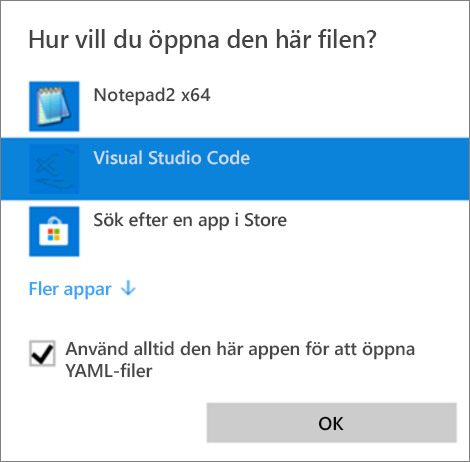 Hur vill du öppna den här filen?
Notepad2 x64
Visual Studio Code
Sök efter en app i Store
Fler appar
Använd alltid den här appen för att öppna
YAML-filer
OK